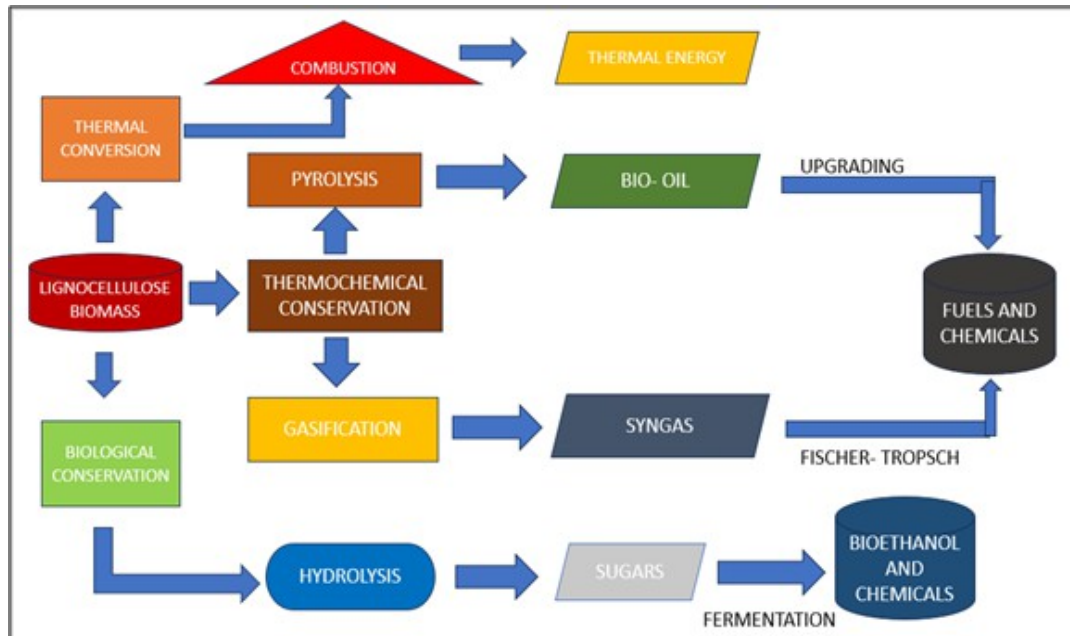 COMBUSTION
THERMAL ENERGY
THERMAL
CONVERSION
PYROLYSIS
BIO- OIL
UPGRADING
LIGNOCELLULOSE
BIOMASS
THERMOCHEMICAL
CONSERVATION
FUELS AND
CHEMICALS
GASIFICATION
SYNGAS
FISCHER- TROPSCH
BIOLOGICAL
CONSERVATION
HYDROLYSIS
SUGARS
FERMENTATION
BIOETHANOL
AND
CHEMICALS